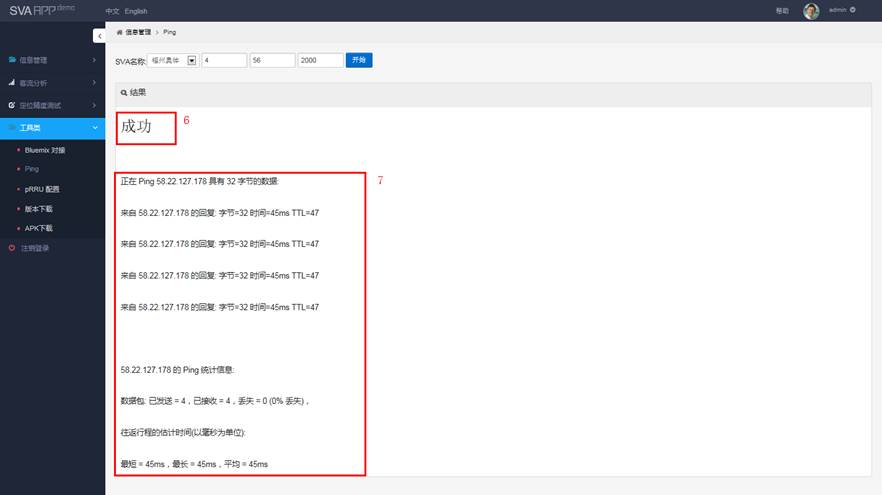 SVA APP demo 中文 English 帮助 admin
信息管理 > Ping
SVA名称: 福州奥体 4 56 2000 开始
信息管理
客流分析
定位精度测试
工具类
Bluemix 对接
Ping
pRRU 配置
版本下载
APK下载
注销登录
结果
成功 6
7
正在 Ping 58.22.127.178 具有 32 字节的数据:
来自 58.22.127.178 的回复: 字节=32 时间=45ms TTL=47
来自 58.22.127.178 的回复: 字节=32 时间=45ms TTL=47
来自 58.22.127.178 的回复: 字节=32 时间=45ms TTL=47
来自 58.22.127.178 的回复: 字节=32 时间=45ms TTL=47
58.22.127.178 的 Ping 统计信息:
数据包: 已发送 = 4，已接收 = 4，丢失 = 0 (0% 丢失)，
往返行程的估计时间(以毫秒为单位):
最短 = 45ms，最长 = 45ms，平均 = 45ms